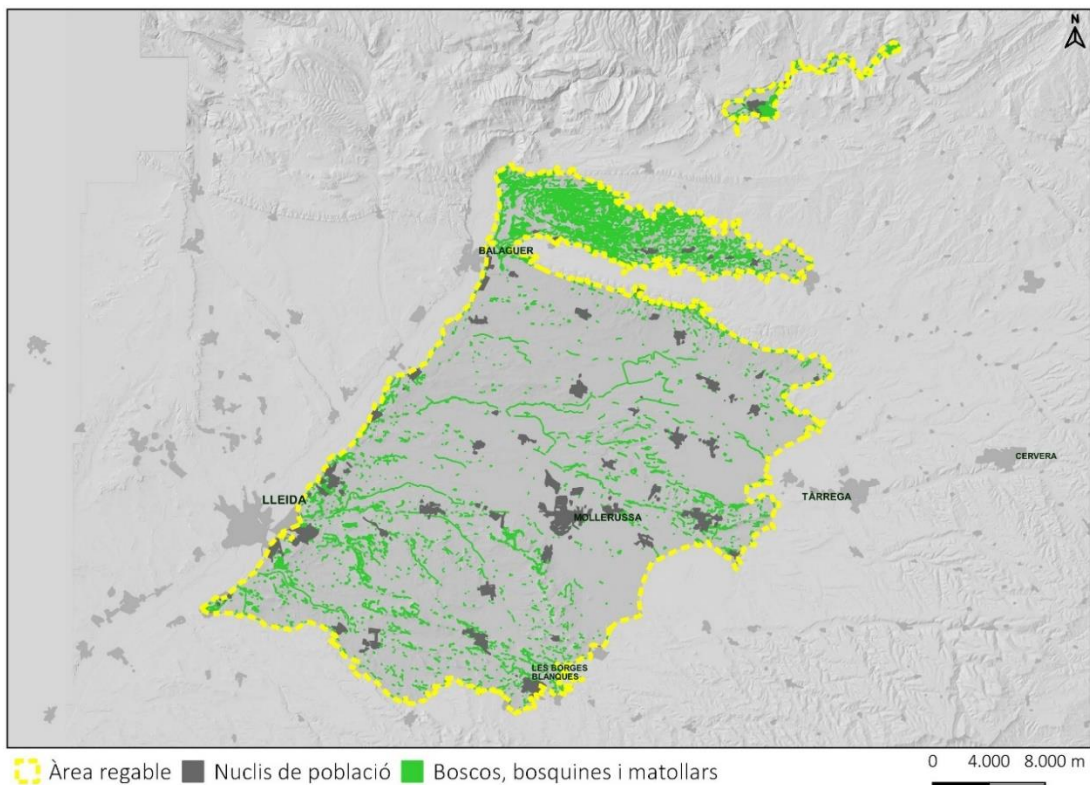 N
BALAGUER
CERVERA
LLEIDA
TÀRREGA
MOLLERUSSA
LES BORGES
BLANQUES
Àrea regable
Nuclis de població
Boscos, bosquines i matollars
0 4.000 8.000 m